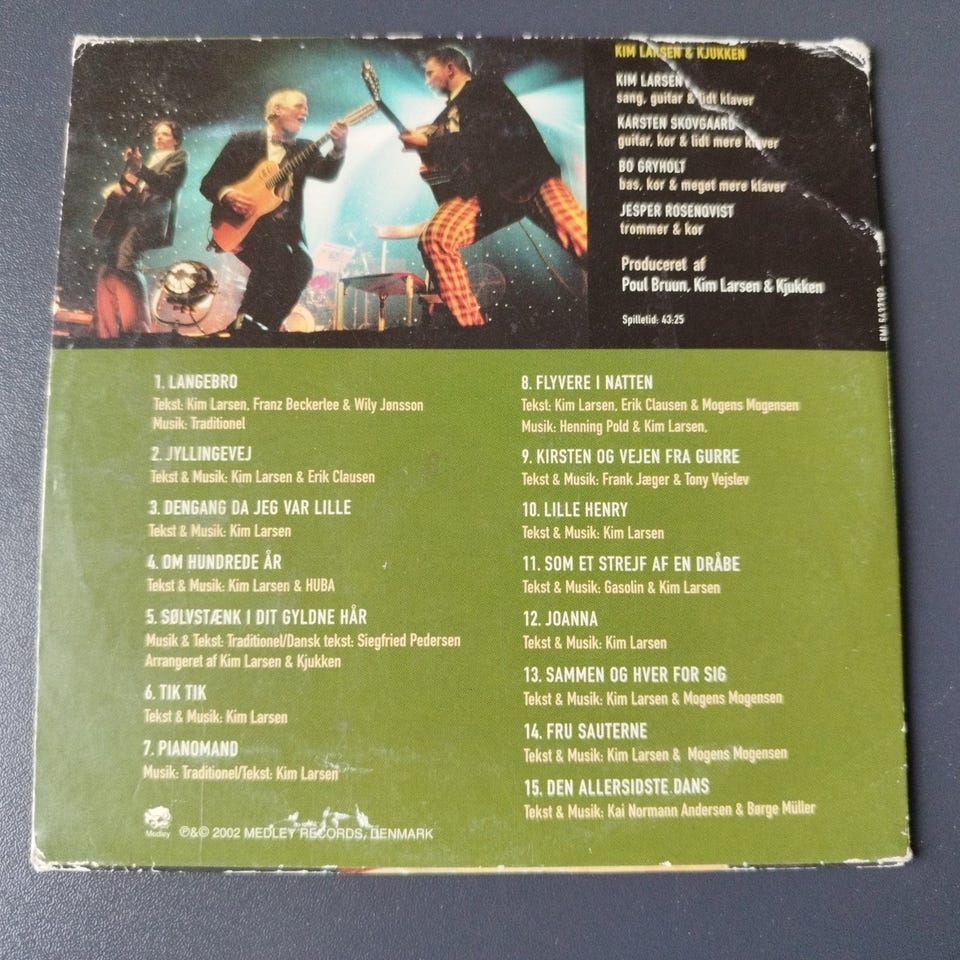 KIM LARSEN & KJUKKEN
KIM LARSEN
sang, guitar & lidt klaver
KARSTEN SKOVGAARD
guitar, kor & lidt mere klaver
BO GRYHOLT
bas, kor & meget mere klaver
JESPER ROSENQVIST
trommer & kor
Produceret af
Poul Bruun, Kim Larsen & Kjukken
Spilletid: 43:25
EMI
1. LANGEBRO
Tekst: Kim Larsen, Franz Beckerlee & Wily Jønsson
Musik: Traditionel
2. JYLLINGEVEJ
Tekst & Musik: Kim Larsen & Erik Clausen
3. DENGANG DA JEG VAR LILLE
Tekst & Musik: Kim Larsen
4. OM HUNDREDE ÅR
Tekst & Musik: Kim Larsen & HUBA
5. SØLVSTÆNK I DIT GYLDNE HÅR
Musik & Tekst: Traditionel/Dansk tekst: Siegfried Pedersen
Arrangeret af Kim Larsen & Kjukken
6. TIK TIK
Tekst & Musik: Kim Larsen
7. PIANOMAND
Musik: Traditionel/Tekst: Kim Larsen
8. FLYVERE I NATTEN
Tekst: Kim Larsen, Erik Clausen & Mogens Mogensen
Musik: Henning Pold & Kim Larsen,
9. KIRSTEN OG VEJEN FRA GURRE
Tekst & Musik: Frank Jæger & Tony Vejslev
10. LILLE HENRY
Tekst & Musik: Kim Larsen
11. SOM ET STREJF AF EN DRÅBE
Tekst & Musik: Gasolin & Kim Larsen
12. JOANNA
Tekst & Musik: Kim Larsen
13. SAMMEN OG HVER FOR SIG
Tekst & Musik: Kim Larsen & Mogens Mogensen
14. FRU SAUTERNE
Tekst & Musik: Kim Larsen & Mogens Mogensen
15. DEN ALLERSIDSTE DANS
Tekst & Musik: Kai Normann Andersen & Børge Müller
Medley
℗&© 2002 MEDLEY RECORDS, DENMARK